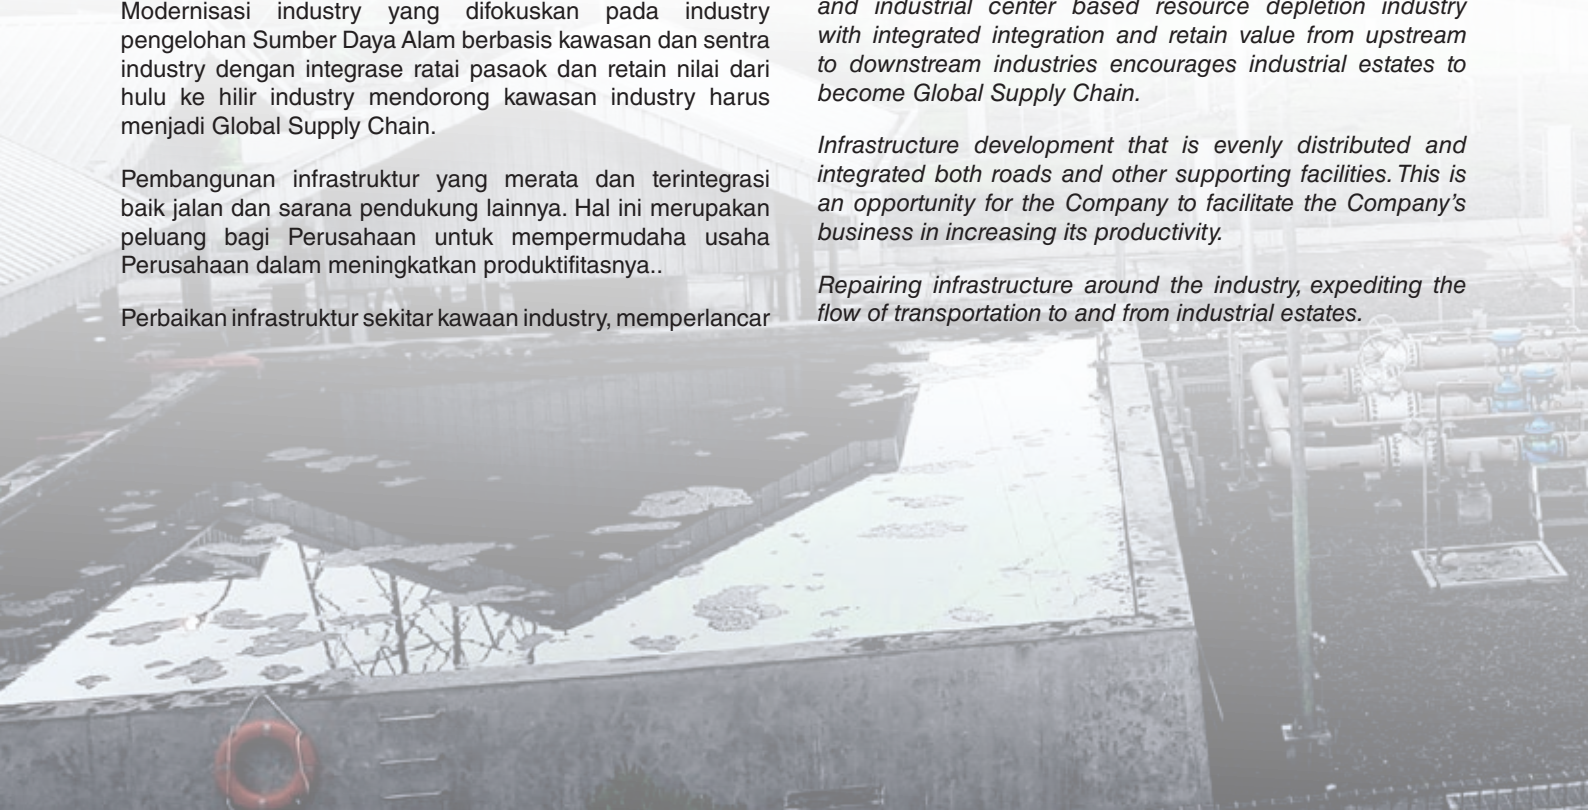 Modernisasi industry yang difokuskan pada industry
pengelohan Sumber Daya Alam berbasis kawasan dan sentra
industry dengan integrase ratai pasaok dan retain nilai dari
hulu ke hilir industry mendorong kawasan industry harus
menjadi Global Supply Chain.
Pembangunan infrastruktur yang merata dan terintegrasi
baik jalan dan sarana pendukung lainnya. Hal ini merupakan
peluang bagi Perusahaan untuk mempermudaha usaha
Perusahaan dalam meningkatkan produktifitasnya..
Perbaikan infrastruktur sekitar kawaan industry, memperlancar
and industrial center based resource depletion industry
with integrated integration and retain value from upstream
to downstream industries encourages industrial estates to
become Global Supply Chain.
Infrastructure development that is evenly distributed and
integrated both roads and other supporting facilities. This is
an opportunity for the Company to facilitate the Company's
business in increasing its productivity.
Repairing infrastructure around the industry, expediting the
flow of transportation to and from industrial estates.